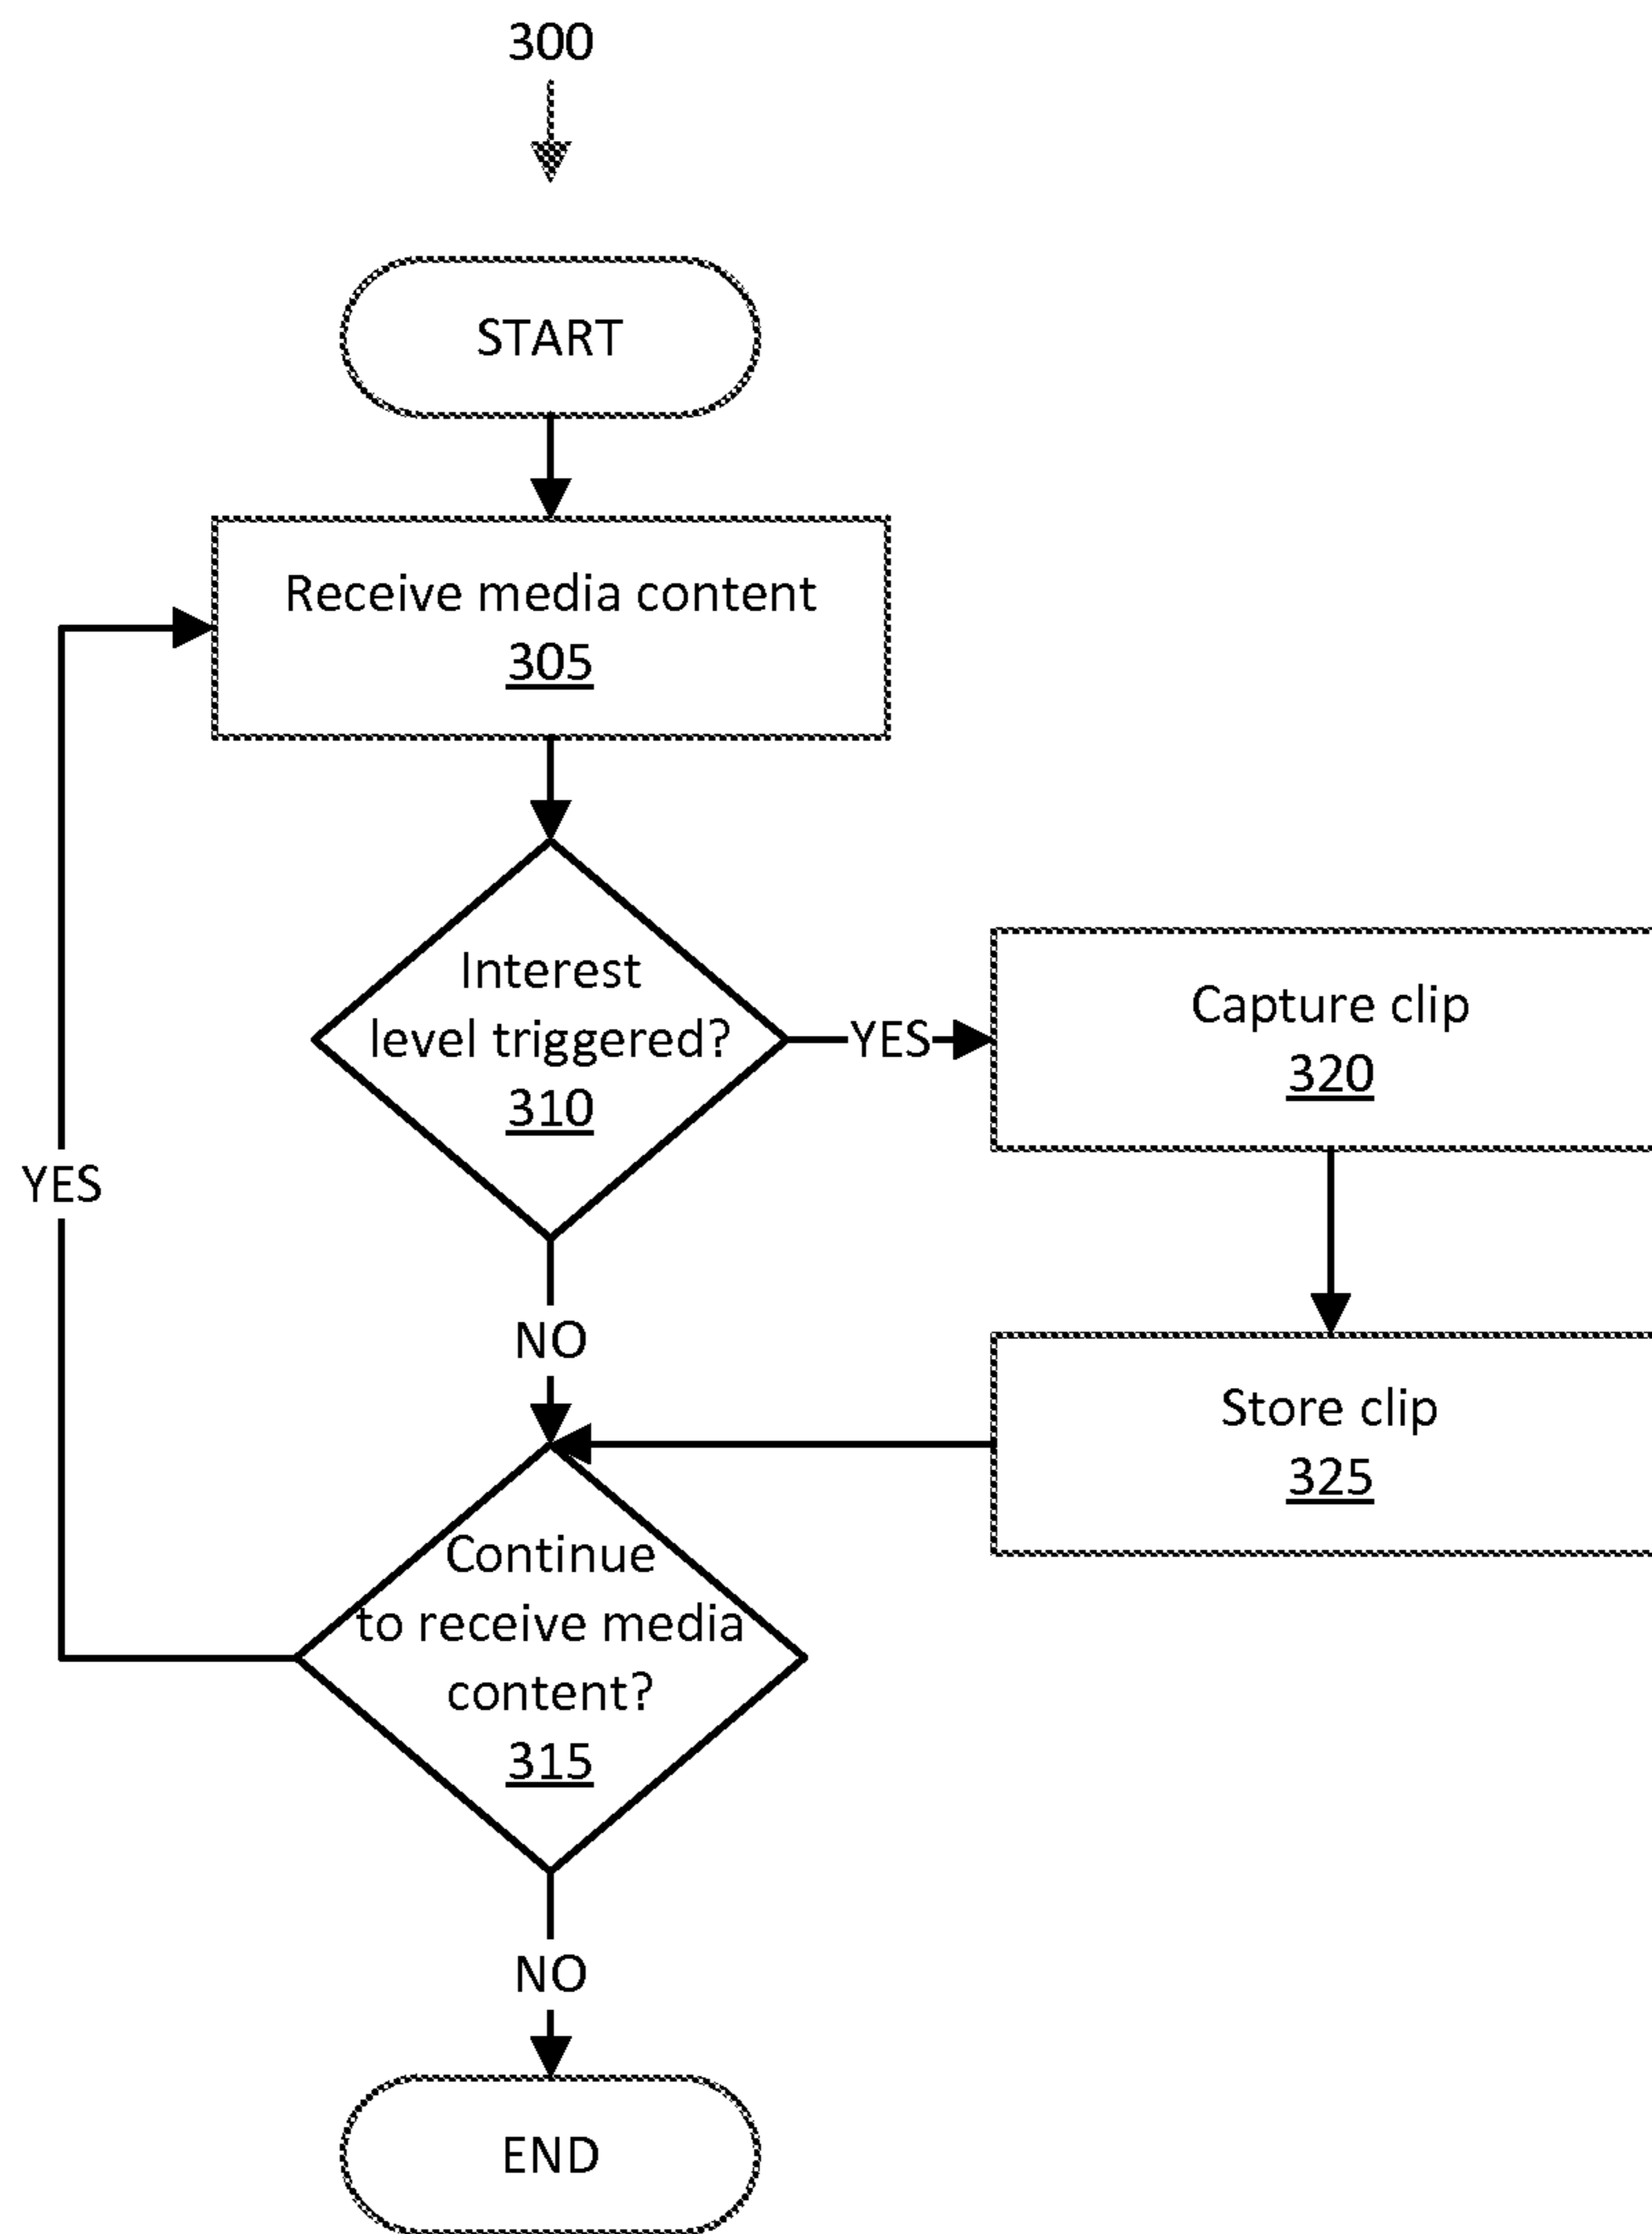 300
START
Receive media content
305
Interest
level triggered?
310
YES
Capture clip
320
YES
NO
Store clip
325
Continue
to receive media
content?
315
NO
END